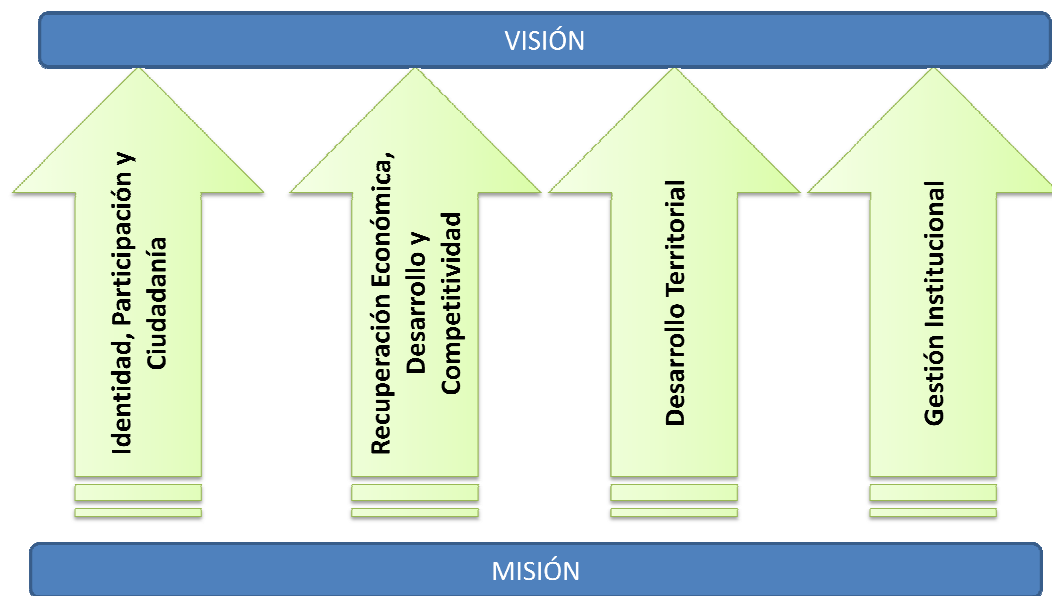 VISIÓN
Identidad, Participación y
Ciudadanía
Recuperación Económica,
Desarrollo y
Competitividad
Desarrollo Territorial
Gestión Institucional
MISIÓN